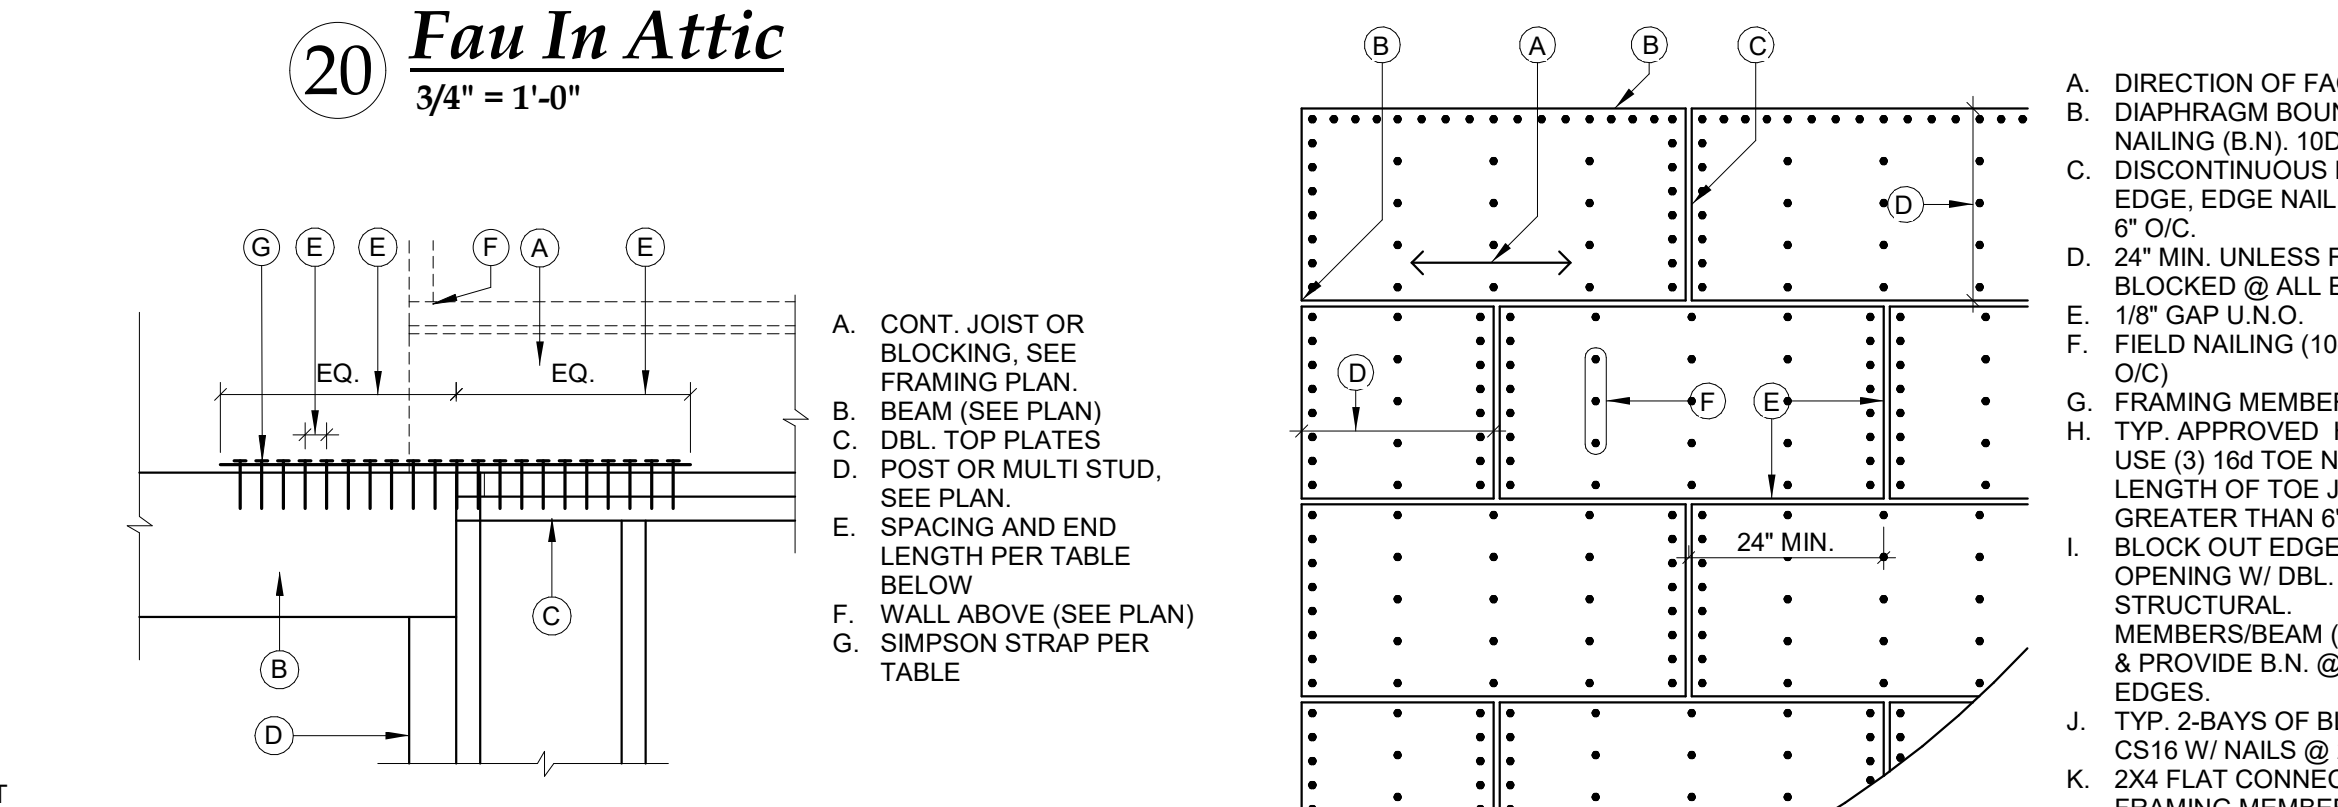 20
Fau In Attic
3/4" = 1'-0"
G E E F A E
EQ. EQ.
B
C
D
A. CONT. JOIST OR
BLOCKING, SEE
FRAMING PLAN.
B. BEAM (SEE PLAN)
C. DBL. TOP PLATES
D. POST OR MULTI STUD,
SEE PLAN.
E. SPACING AND END
LENGTH PER TABLE
BELOW
F. WALL ABOVE (SEE PLAN)
G. SIMPSON STRAP PER
TABLE
B A B C
D
D F E
24" MIN.
A. DIRECTION OF
B. DIAPHRAGM
NAILING (B.N). 10D
C. DISCONTINUOUS
EDGE, EDGE NAIL
6" O/C.
D. 24" MIN. UNLESS
BLOCKED @ ALL
E. 1/8" GAP U.N.O.
F. FIELD NAILING (10
O/C)
G. FRAMING
H. TYP. APPROVED
USE (3) 16d TOE
LENGTH OF TOE
GREATER THAN 6"
I. BLOCK OUT EDGE
OPENING W/ DBL.
STRUCTURAL.
MEMBERS/BEAM (
& PROVIDE B.N. @
EDGES.
J. TYP. 2-BAYS OF
CS16 W/ NAILS @
K. 2X4 FLAT
FRAMING